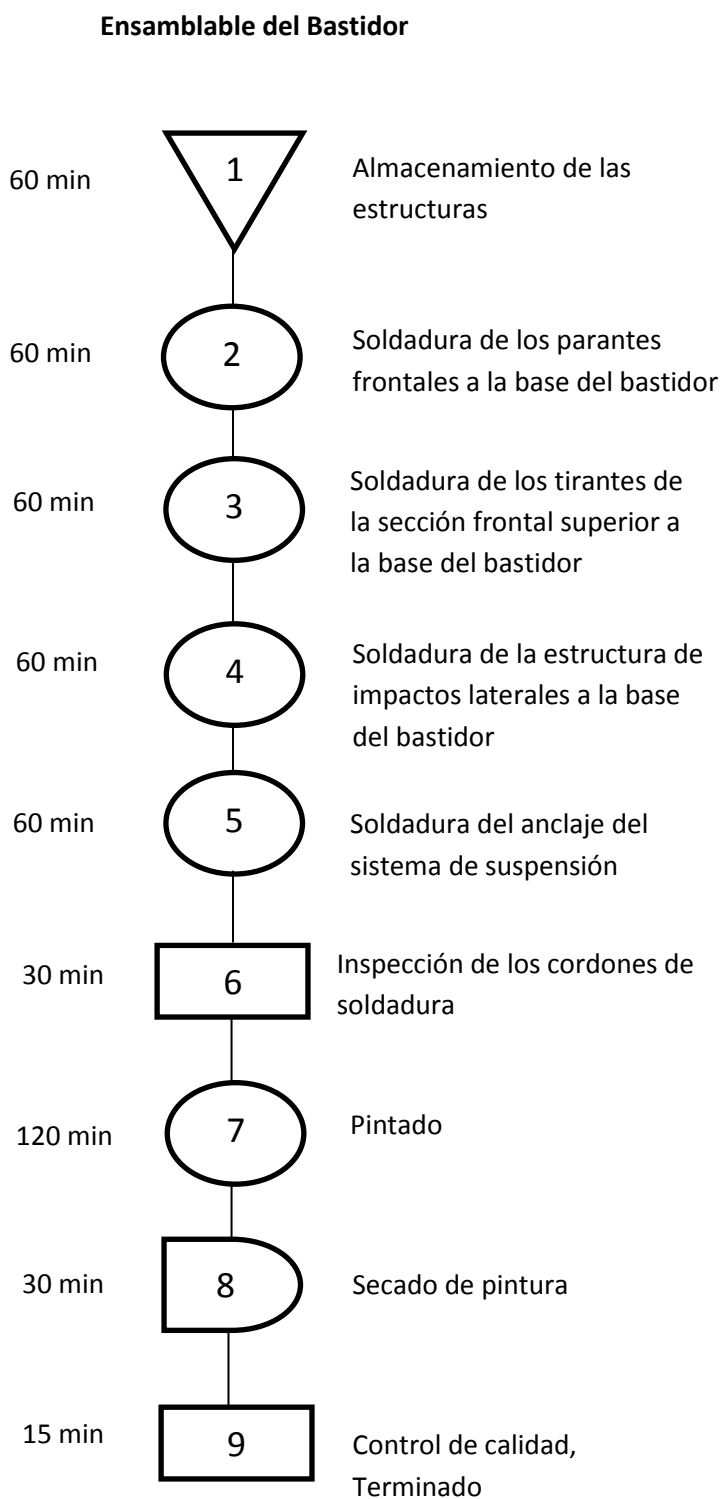 Ensamblable del Bastidor
60 min
1
Almacenamiento de las
estructuras
60 min
2
Soldadura de los parantes
frontales a la base del bastidor
60 min
3
Soldadura de los tirantes de
la sección frontal superior a
la base del bastidor
60 min
4
Soldadura de la estructura de
impactos laterales a la base
del bastidor
60 min
5
Soldadura del anclaje del
sistema de suspensión
30 min
6
Inspección de los cordones de
soldadura
120 min
7
Pintado
30 min
8
Secado de pintura
15 min
9
Control de calidad,
Terminado